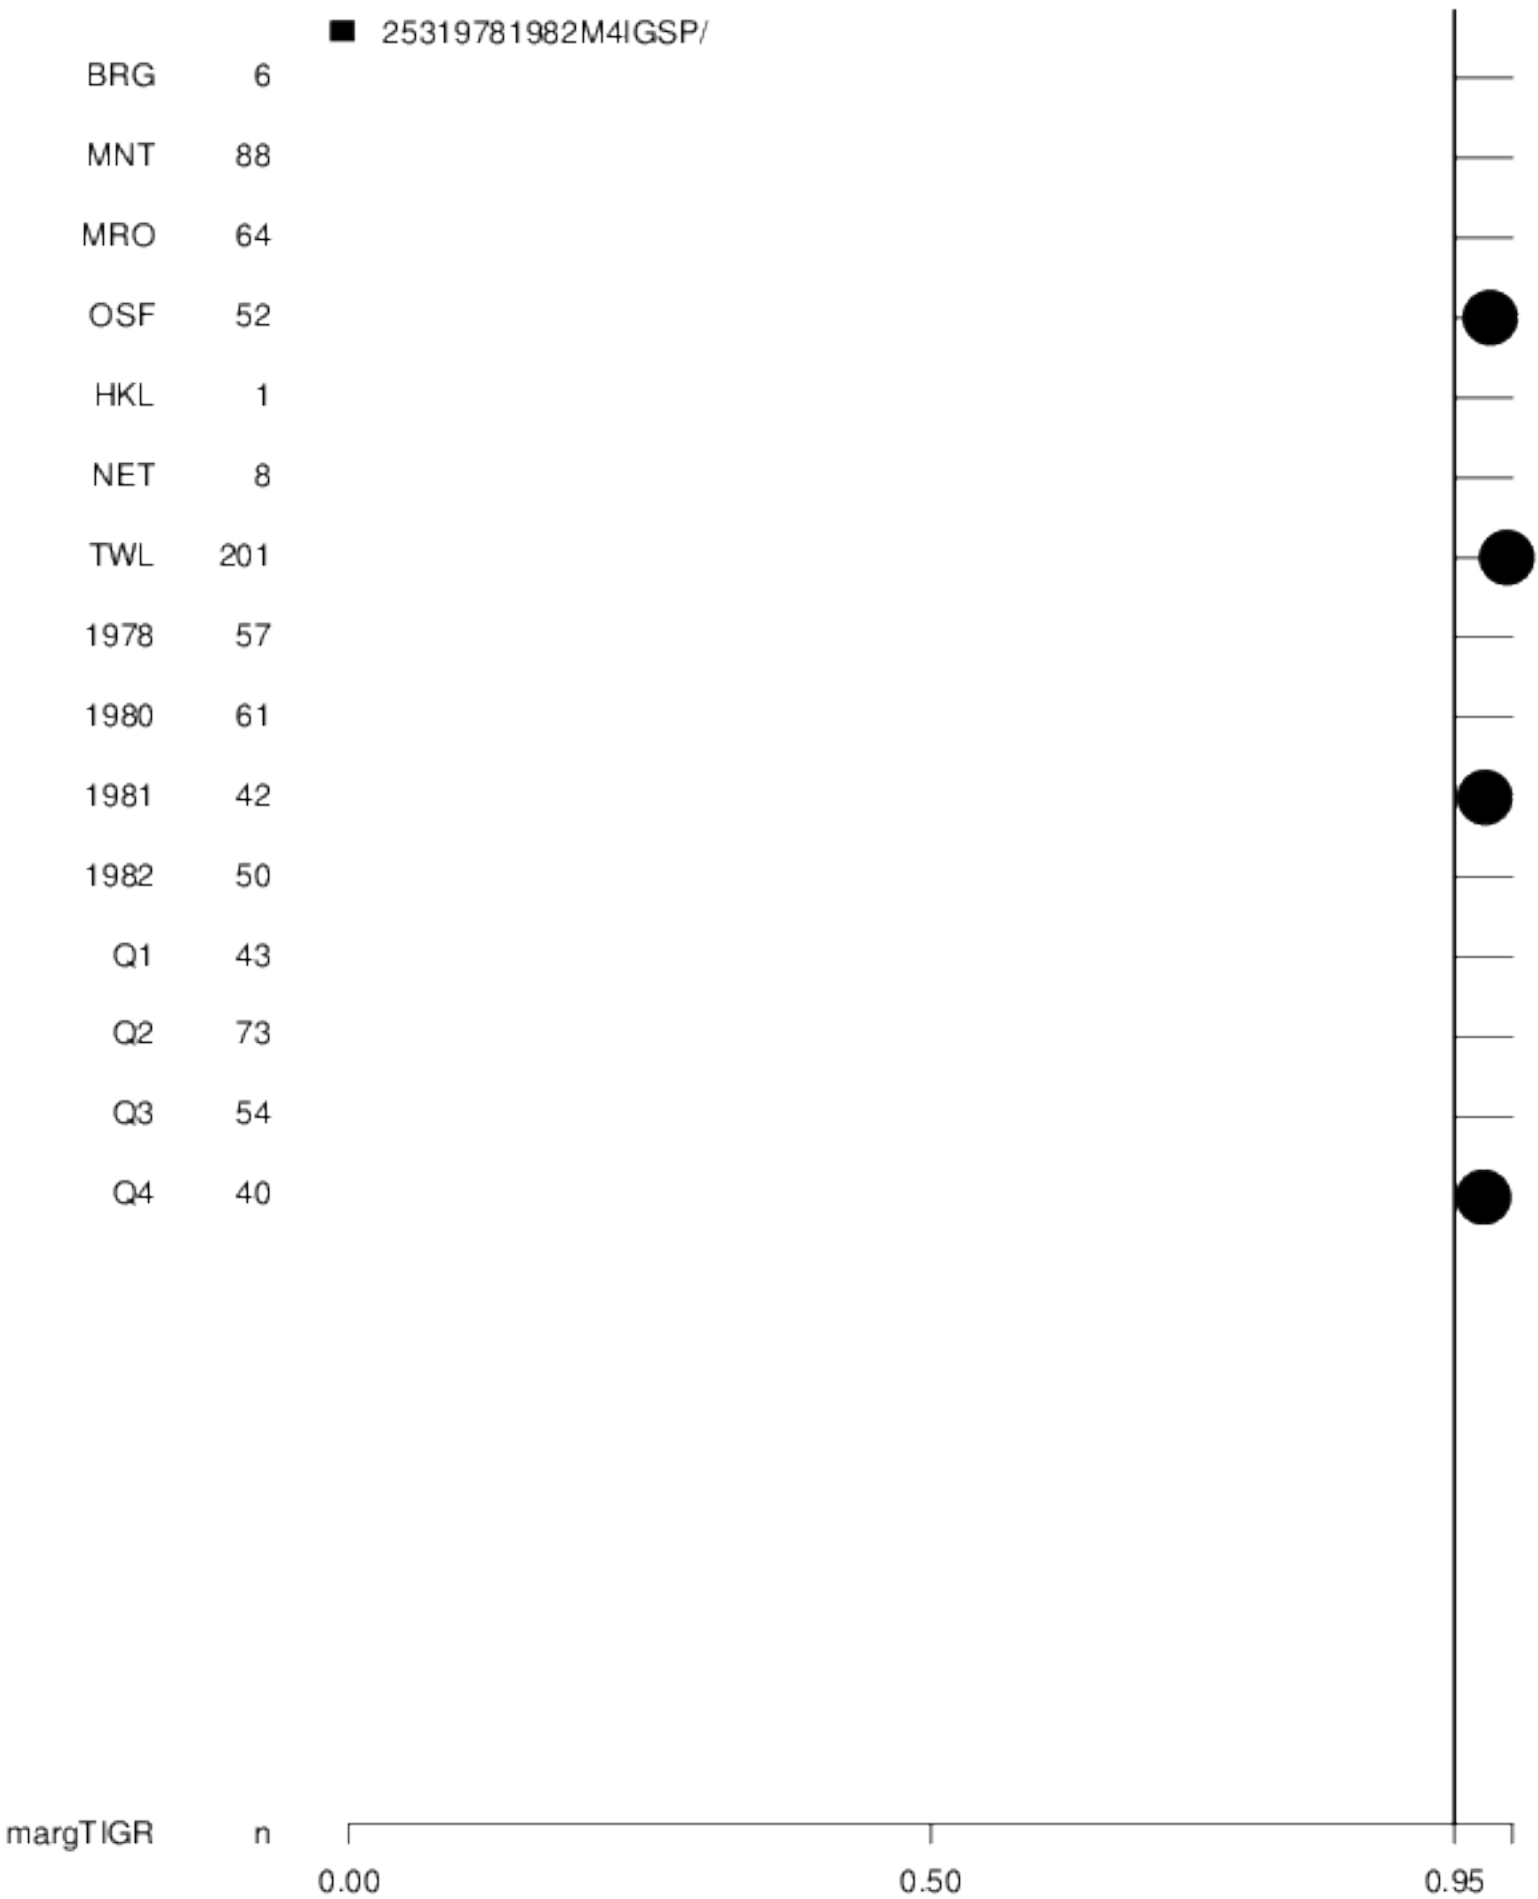 25319781982M4IGSP/
BRG 6
MNT 88
MRO 64
OSF 52
HKL 1
NET 8
TWL 201
1978 57
1980 61
1981 42
1982 50
Q1 43
Q2 73
Q3 54
Q4 40
margTIGR n
0.00 0.50 0.95